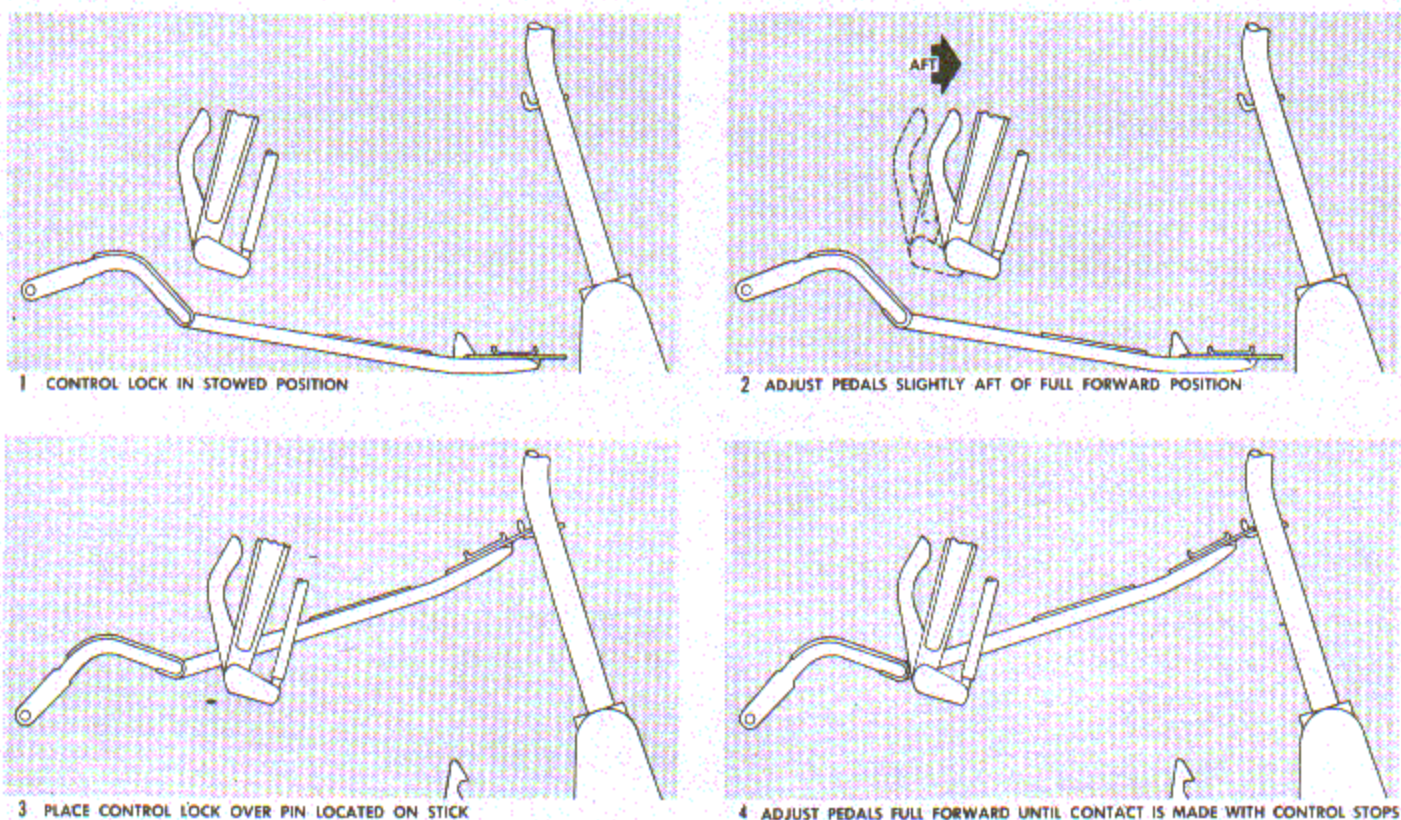 AFT
1 CONTROL LOCK IN STOWED POSITION
2 ADJUST PEDALS SLIGHTLY AFT OF FULL FORWARD POSITION
3 PLACE CONTROL LOCK OVER PIN LOCATED ON STICK
4 ADJUST PEDALS FULL FORWARD UNTIL CONTACT IS MADE WITH CONTROL STOPS